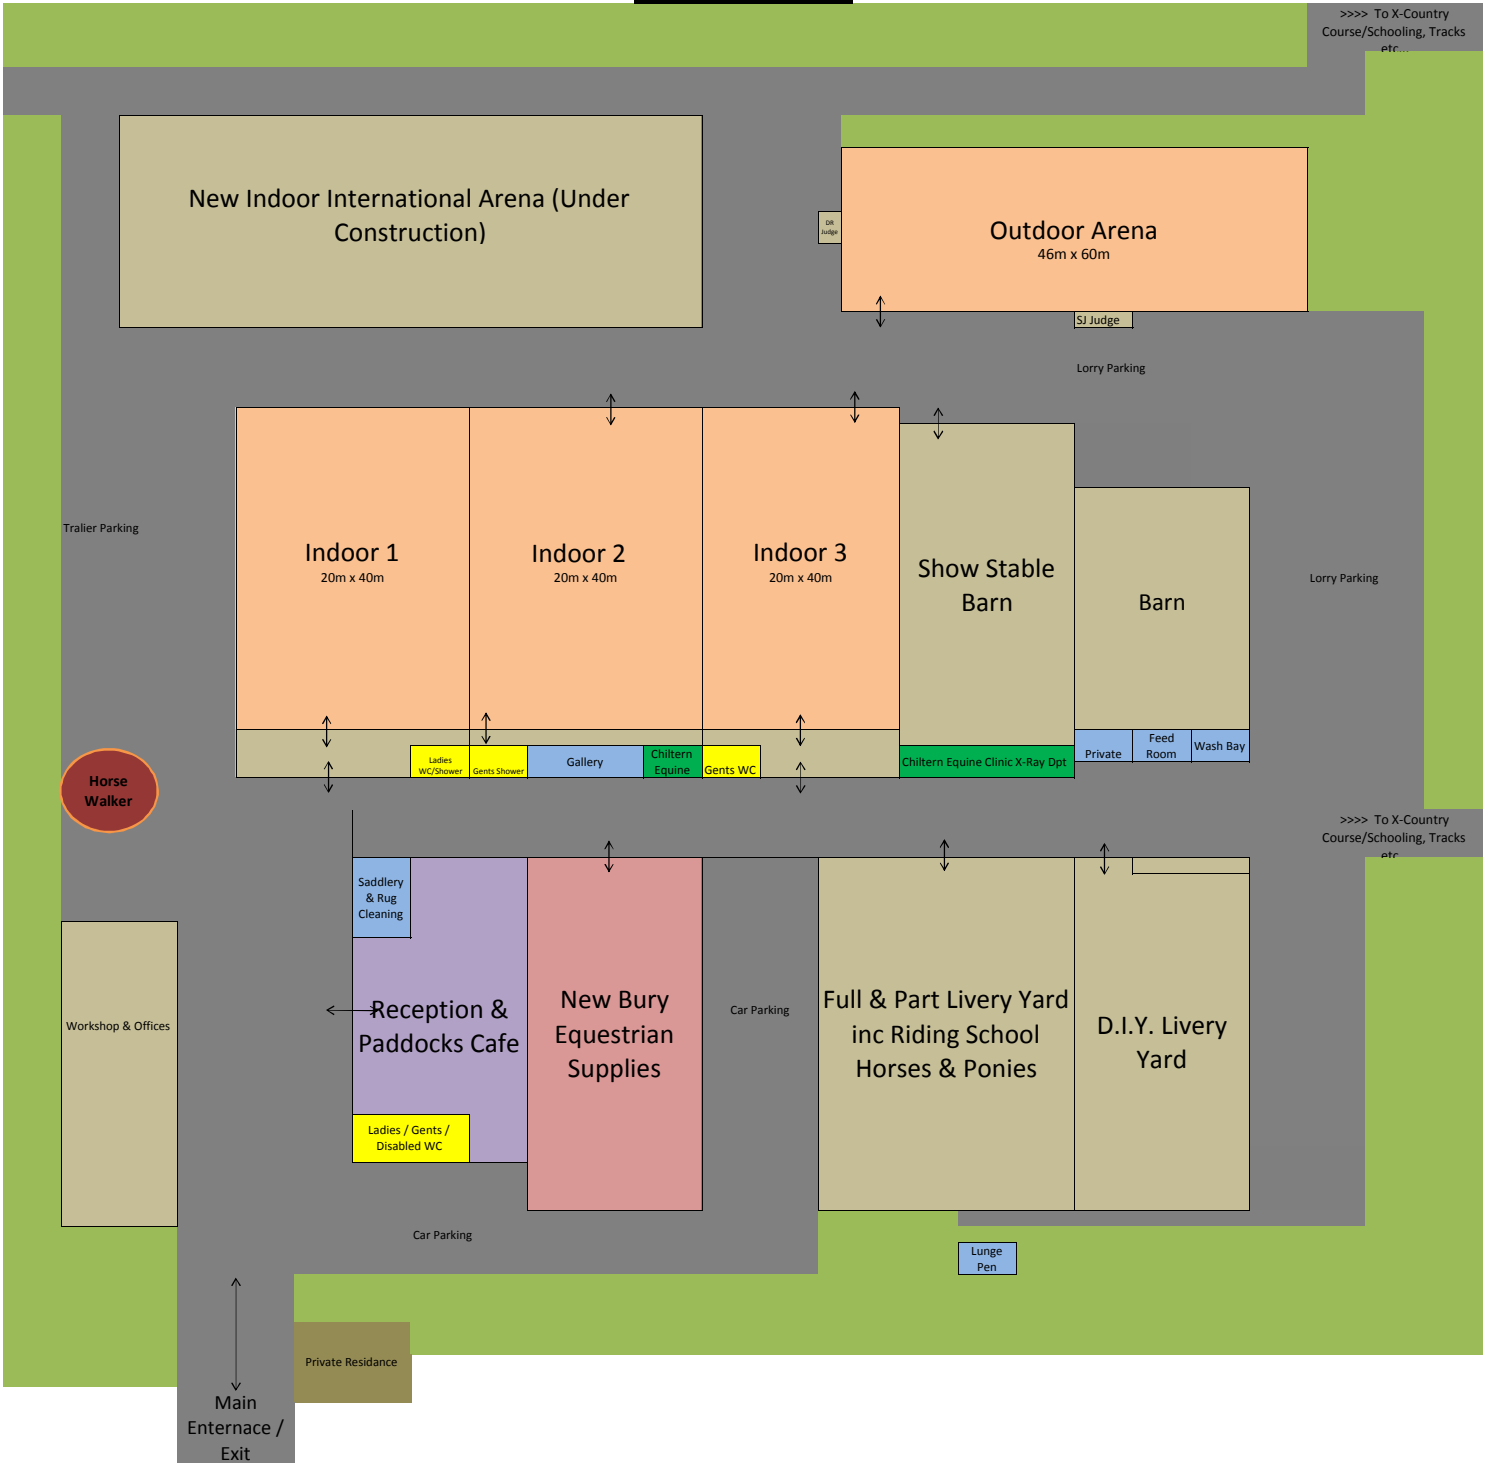 >>>> To X-Country
Course/Schooling, Tracks
etc...
New Indoor International Arena (Under
Construction)
DR
Judge
Outdoor Arena
46m x 60m
SJ Judge
Lorry Parking
Tralier Parking
Indoor 1
20m x 40m
Indoor 2
20m x 40m
Indoor 3
20m x 40m
Show Stable
Barn
Barn
Lorry Parking
Ladies
WC/Shower
Gents Shower
Gallery
Chiltern
Equine
Gents WC
Chiltern Equine Clinic X-Ray Dpt
Private
Feed
Room
Wash Bay
Horse
Walker
>>>> To X-Country
Course/Schooling, Tracks
etc
Saddlery
& Rug
Cleaning
Reception &
Paddocks Cafe
New Bury
Equestrian
Supplies
Car Parking
Full & Part Livery Yard
inc Riding School
Horses & Ponies
D.I.Y. Livery
Yard
Workshop & Offices
Ladies / Gents /
Disabled WC
Car Parking
Lunge
Pen
Private Residance
Main
Enternace /
Exit